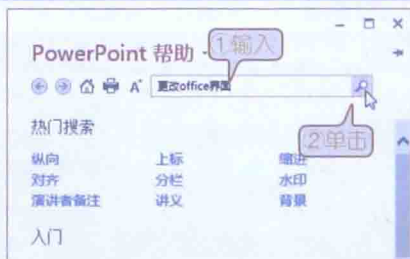 PowerPoint 帮助
①输入
更改office界面
②单击
热门搜索
纵向 上标 缩进
对齐 分栏 水印
演讲者备注 讲义 背景
入门